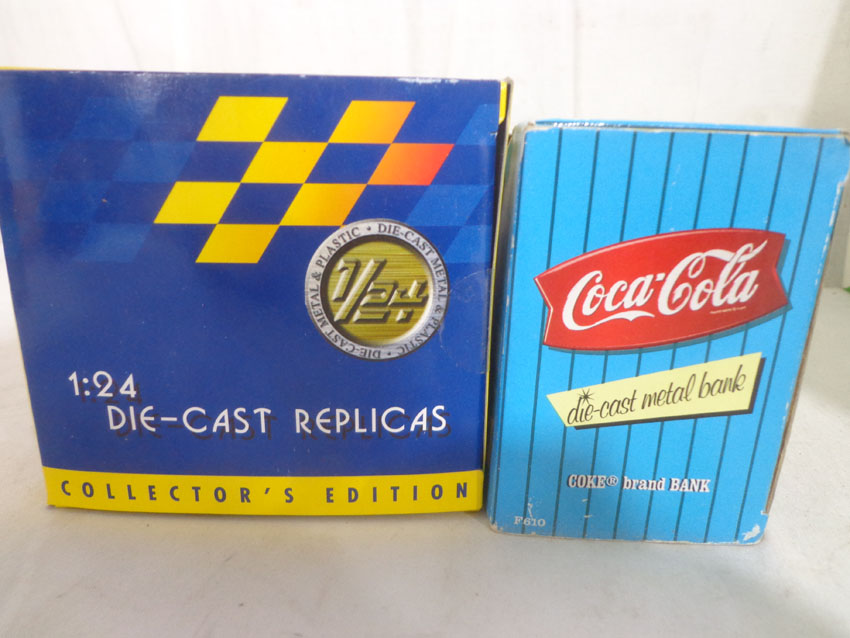 DIE-CAST METAL & PLASTIC • DIE-CAST METAL & PLASTIC •
1/24
1:24
DIE-CAST REPLICAS
COLLECTOR'S EDITION
Coca-Cola
die-cast metal bank
COKE® brand BANK
F610